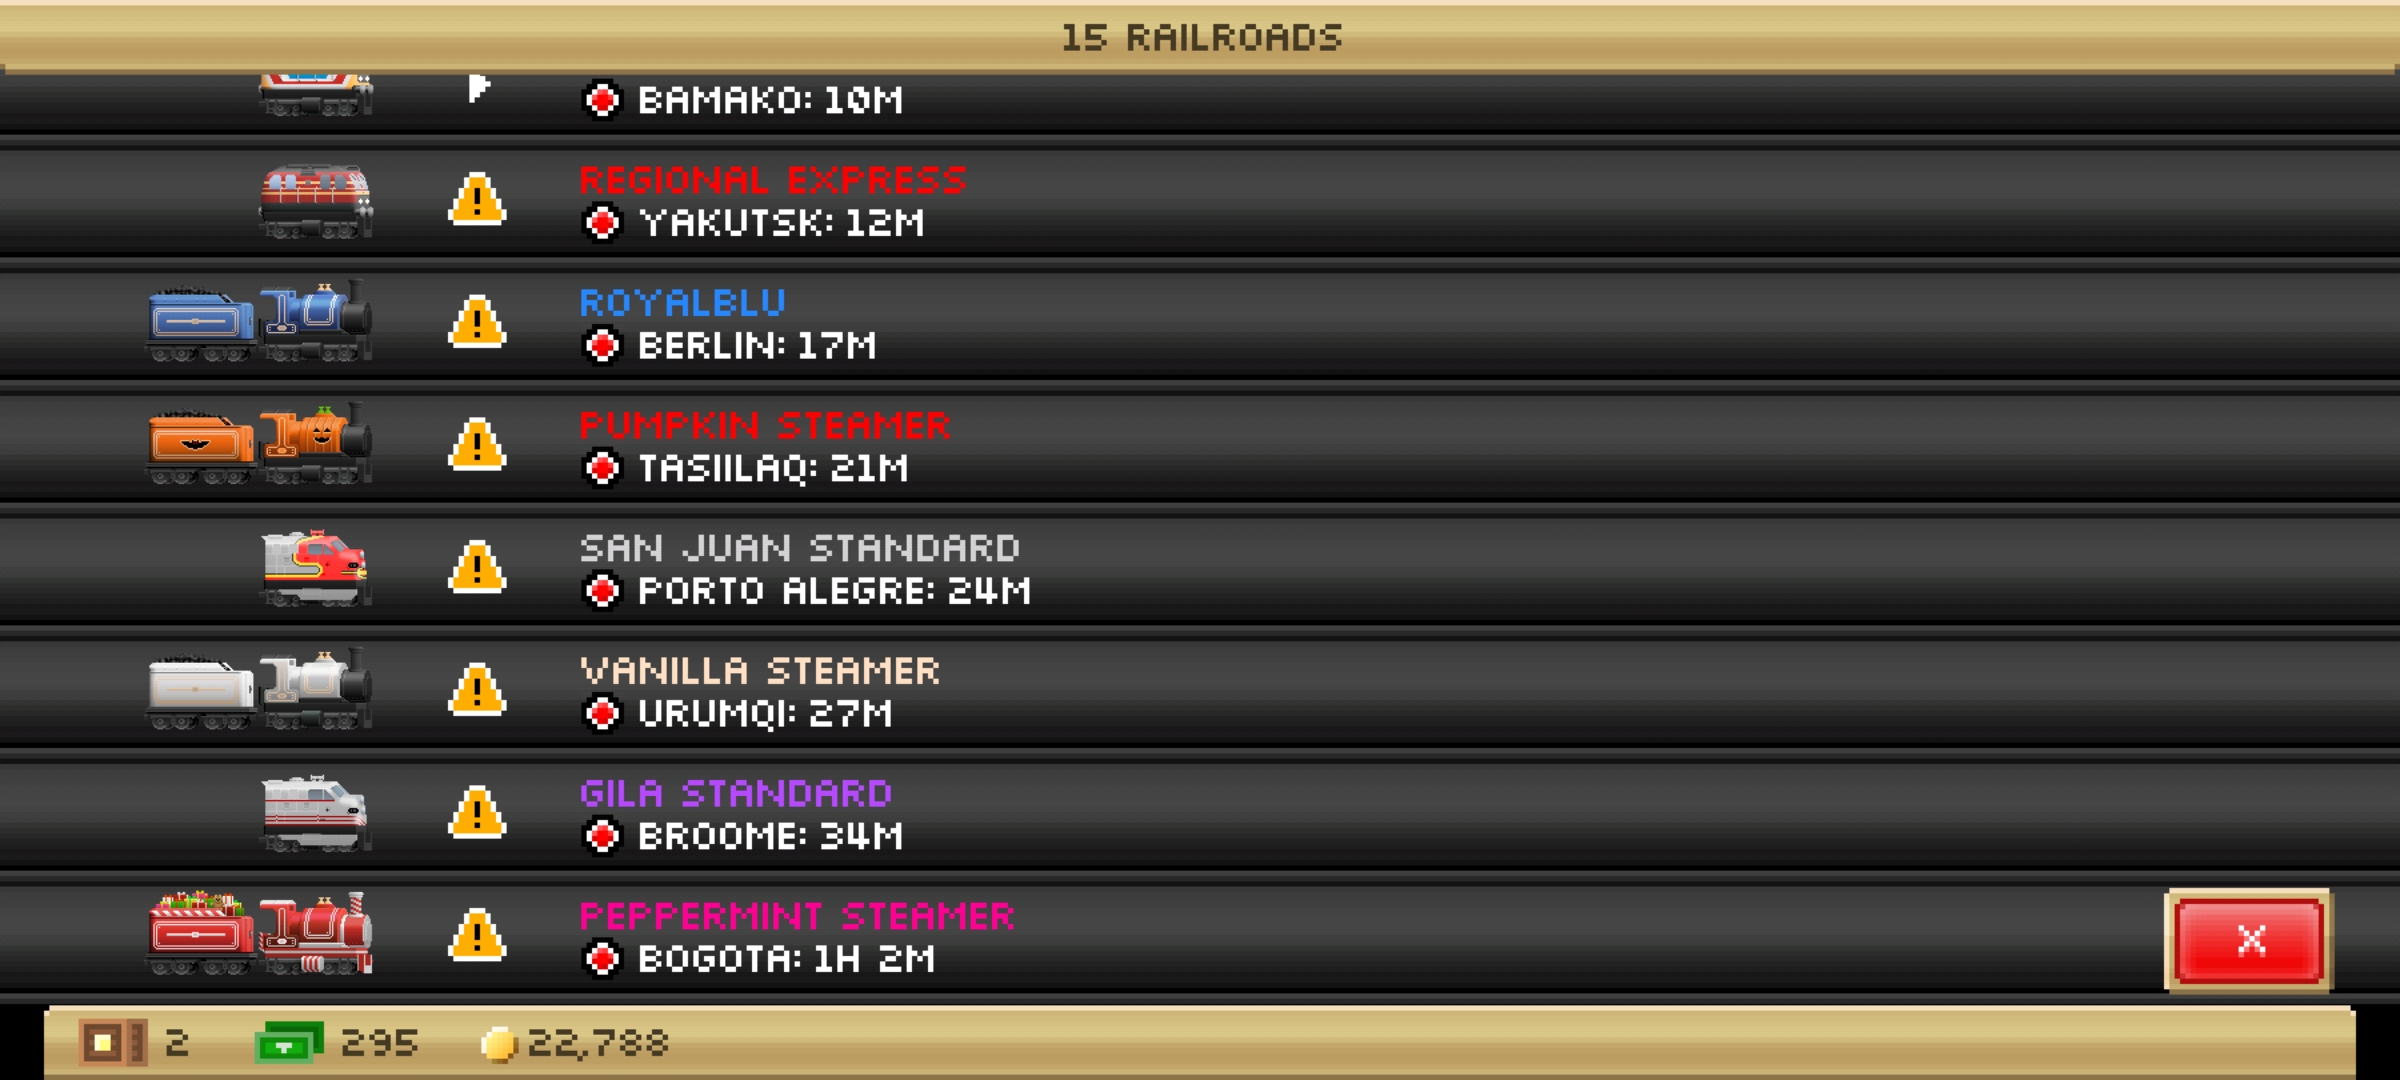 15 RAILROADS
BAMAKO: 10M
REGIONAL EXPRESS
YAKUTSK: 12M
ROYALBLU
BERLIN: 17M
PUMPKIN STEAMER
TASIILAQ: 21M
SAN JUAN STANDARD
PORTO ALEGRE: 24M
VANILLA STEAMER
URUMQI: 27M
GILA STANDARD
BROOME: 34M
PEPPERMINT STEAMER
BOGOTA: 1H 2M
X
2 295 22,788